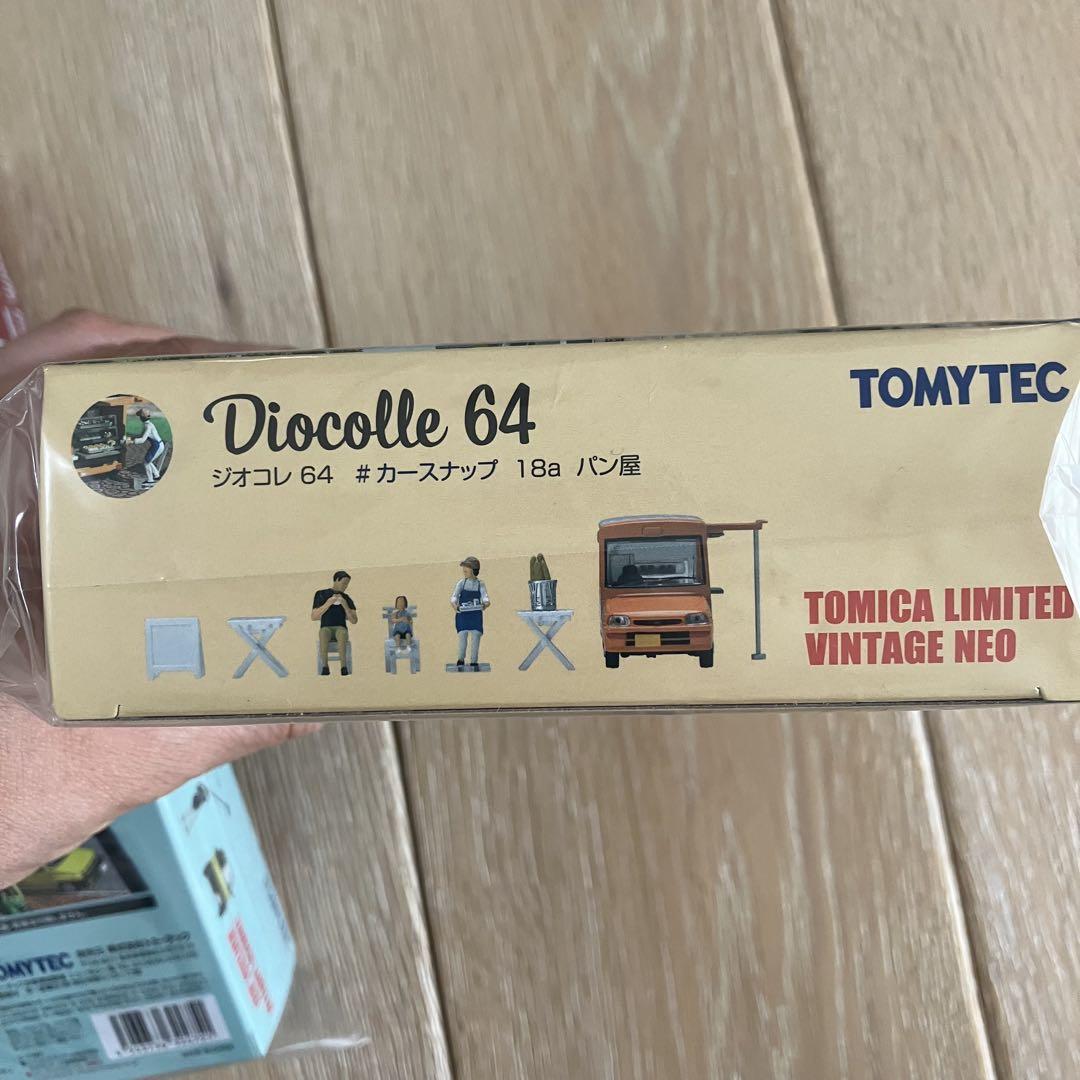 Diocolle 64
TOMYTEC
ジオコレ 64 #カースナップ 18a パン屋
TOMICA LIMITED
VINTAGE NEO
OMYTEC